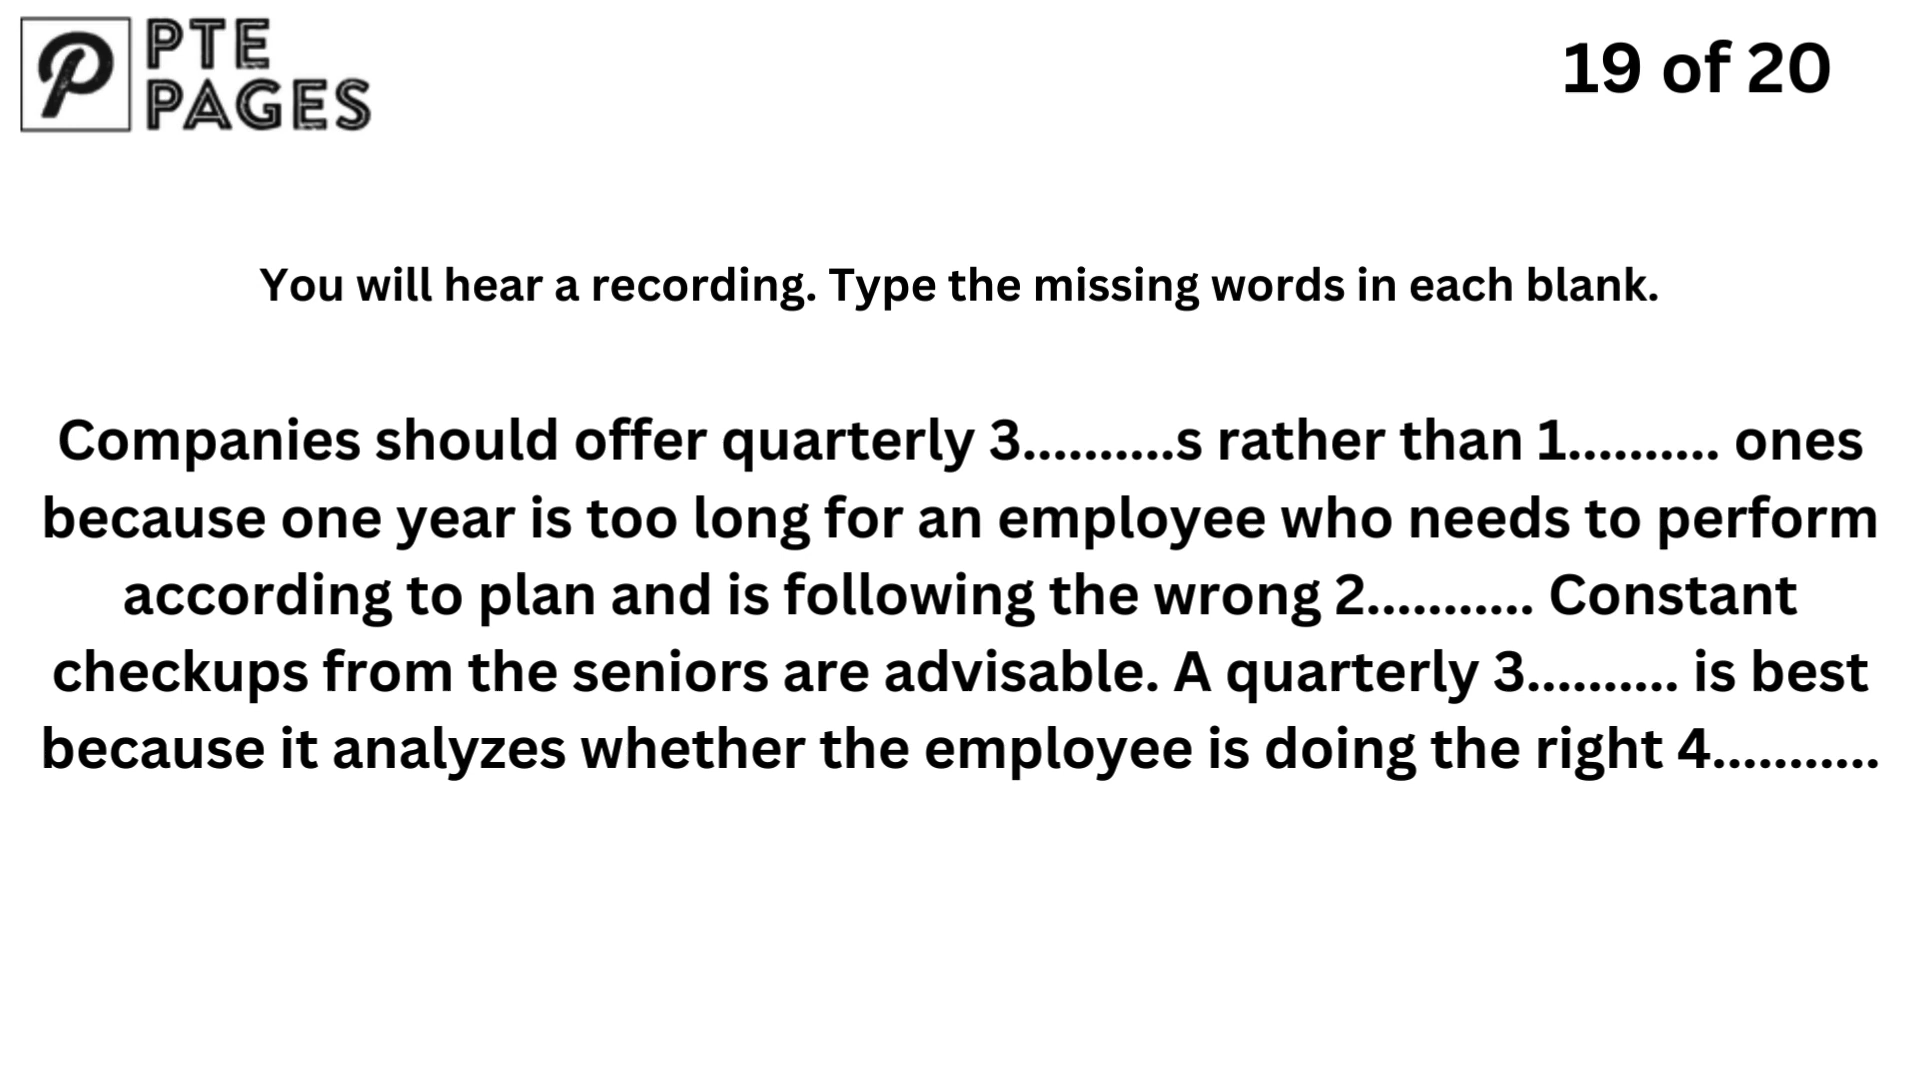 PTE
PAGES
19 of 20
You will hear a recording. Type the missing words in each blank.
Companies should offer quarterly 3..........s rather than 1.......... ones
because one year is too long for an employee who needs to perform
according to plan and is following the wrong 2........... Constant
checkups from the seniors are advisable. A quarterly 3.......... is best
because it analyzes whether the employee is doing the right 4...........